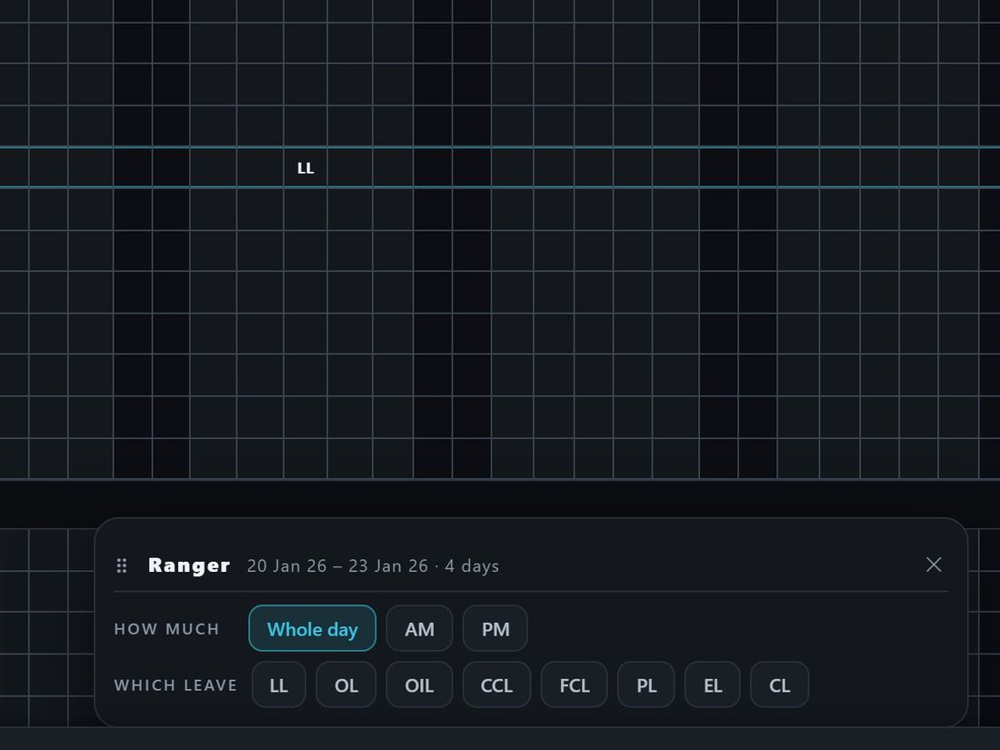 LL
Ranger 20 Jan 26 – 23 Jan 26 · 4 days
HOW MUCH Whole day AM PM
WHICH LEAVE LL OL OIL CCL FCL PL EL CL